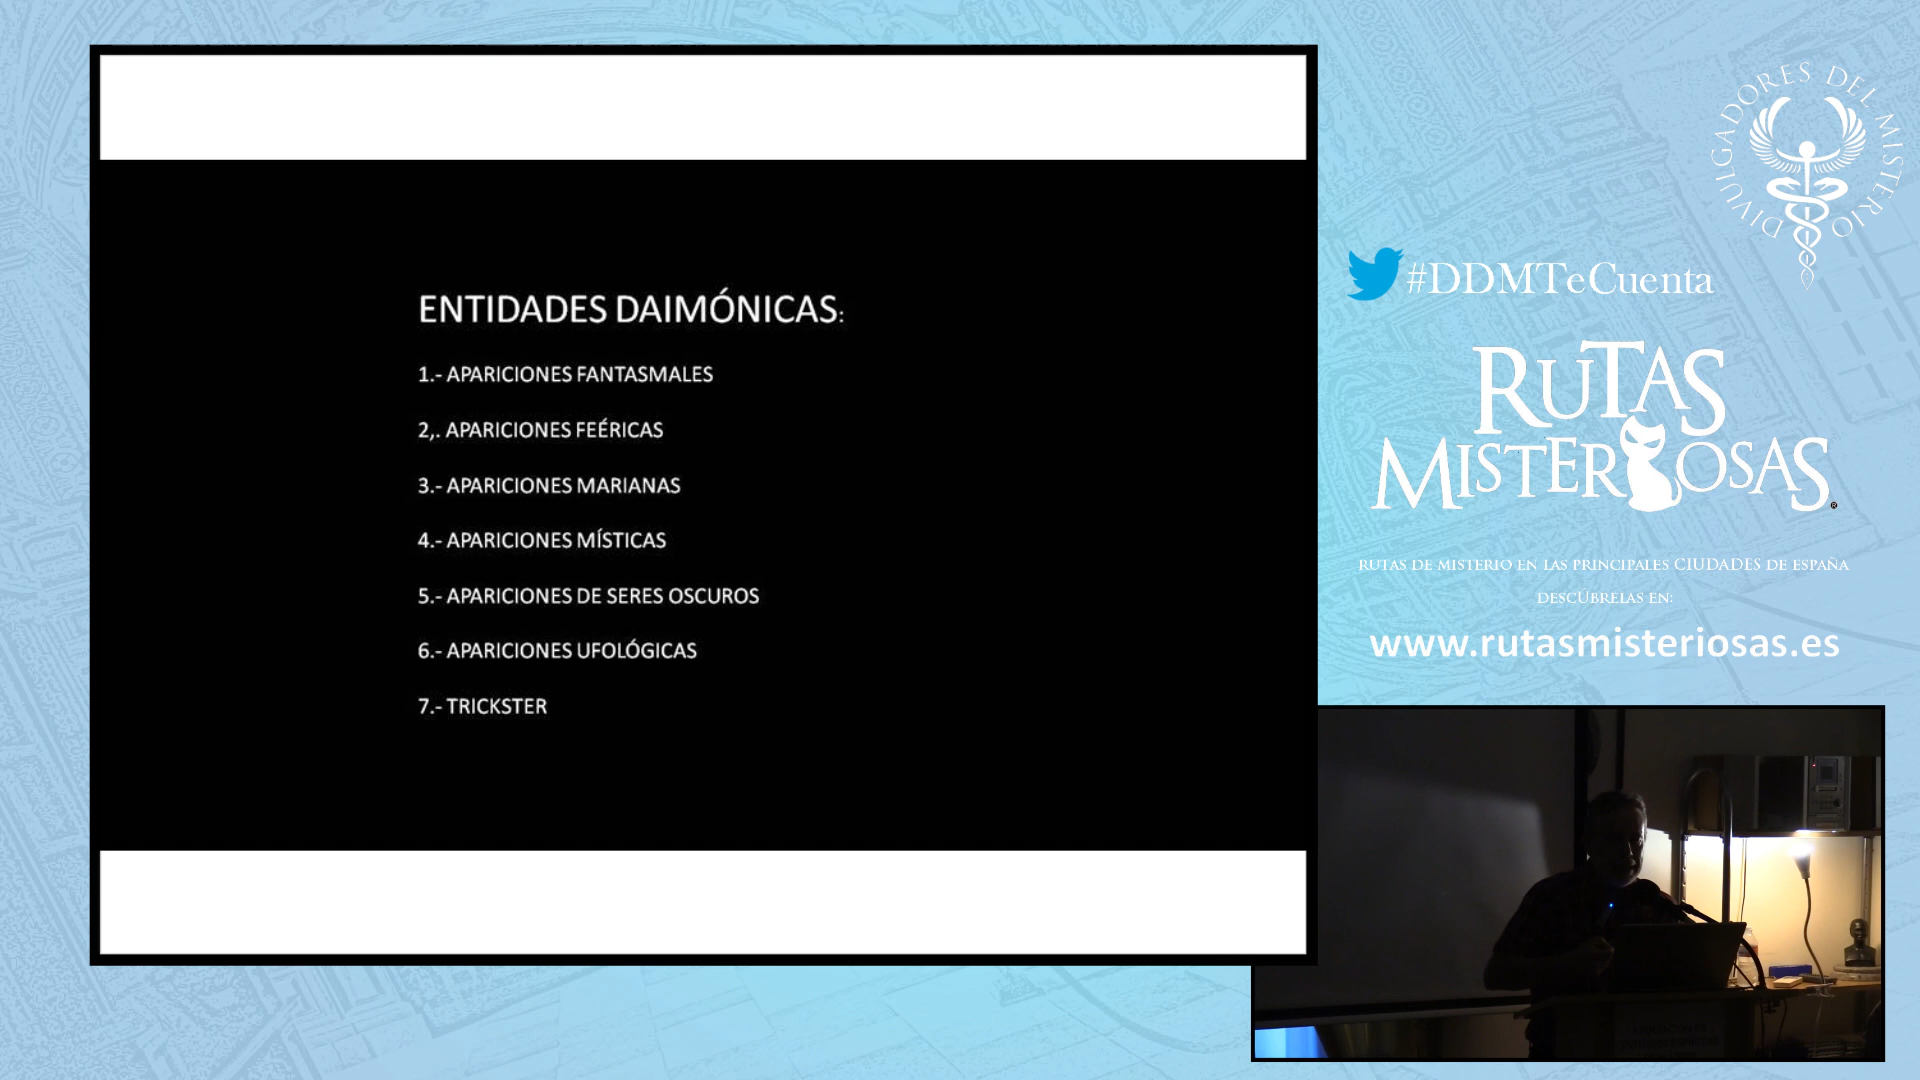 ENTIDADES DAIMÓNICAS:
1.- APARICIONES FANTASMALES
2,. APARICIONES FEÉRICAS
3.- APARICIONES MARIANAS
4.- APARICIONES MÍSTICAS
5.- APARICIONES DE SERES OSCUROS
6.- APARICIONES UFOLÓGICAS
7.- TRICKSTER
DIVULGADORES DEL MISTERIO
#DDMTeCuenta
RUTAS
MISTERIOSAS®
RUTAS DE MISTERIO EN LAS PRINCIPALES CIUDADES DE ESPAÑA
DESCÚBRELAS EN:
www.rutasmisteriosas.es